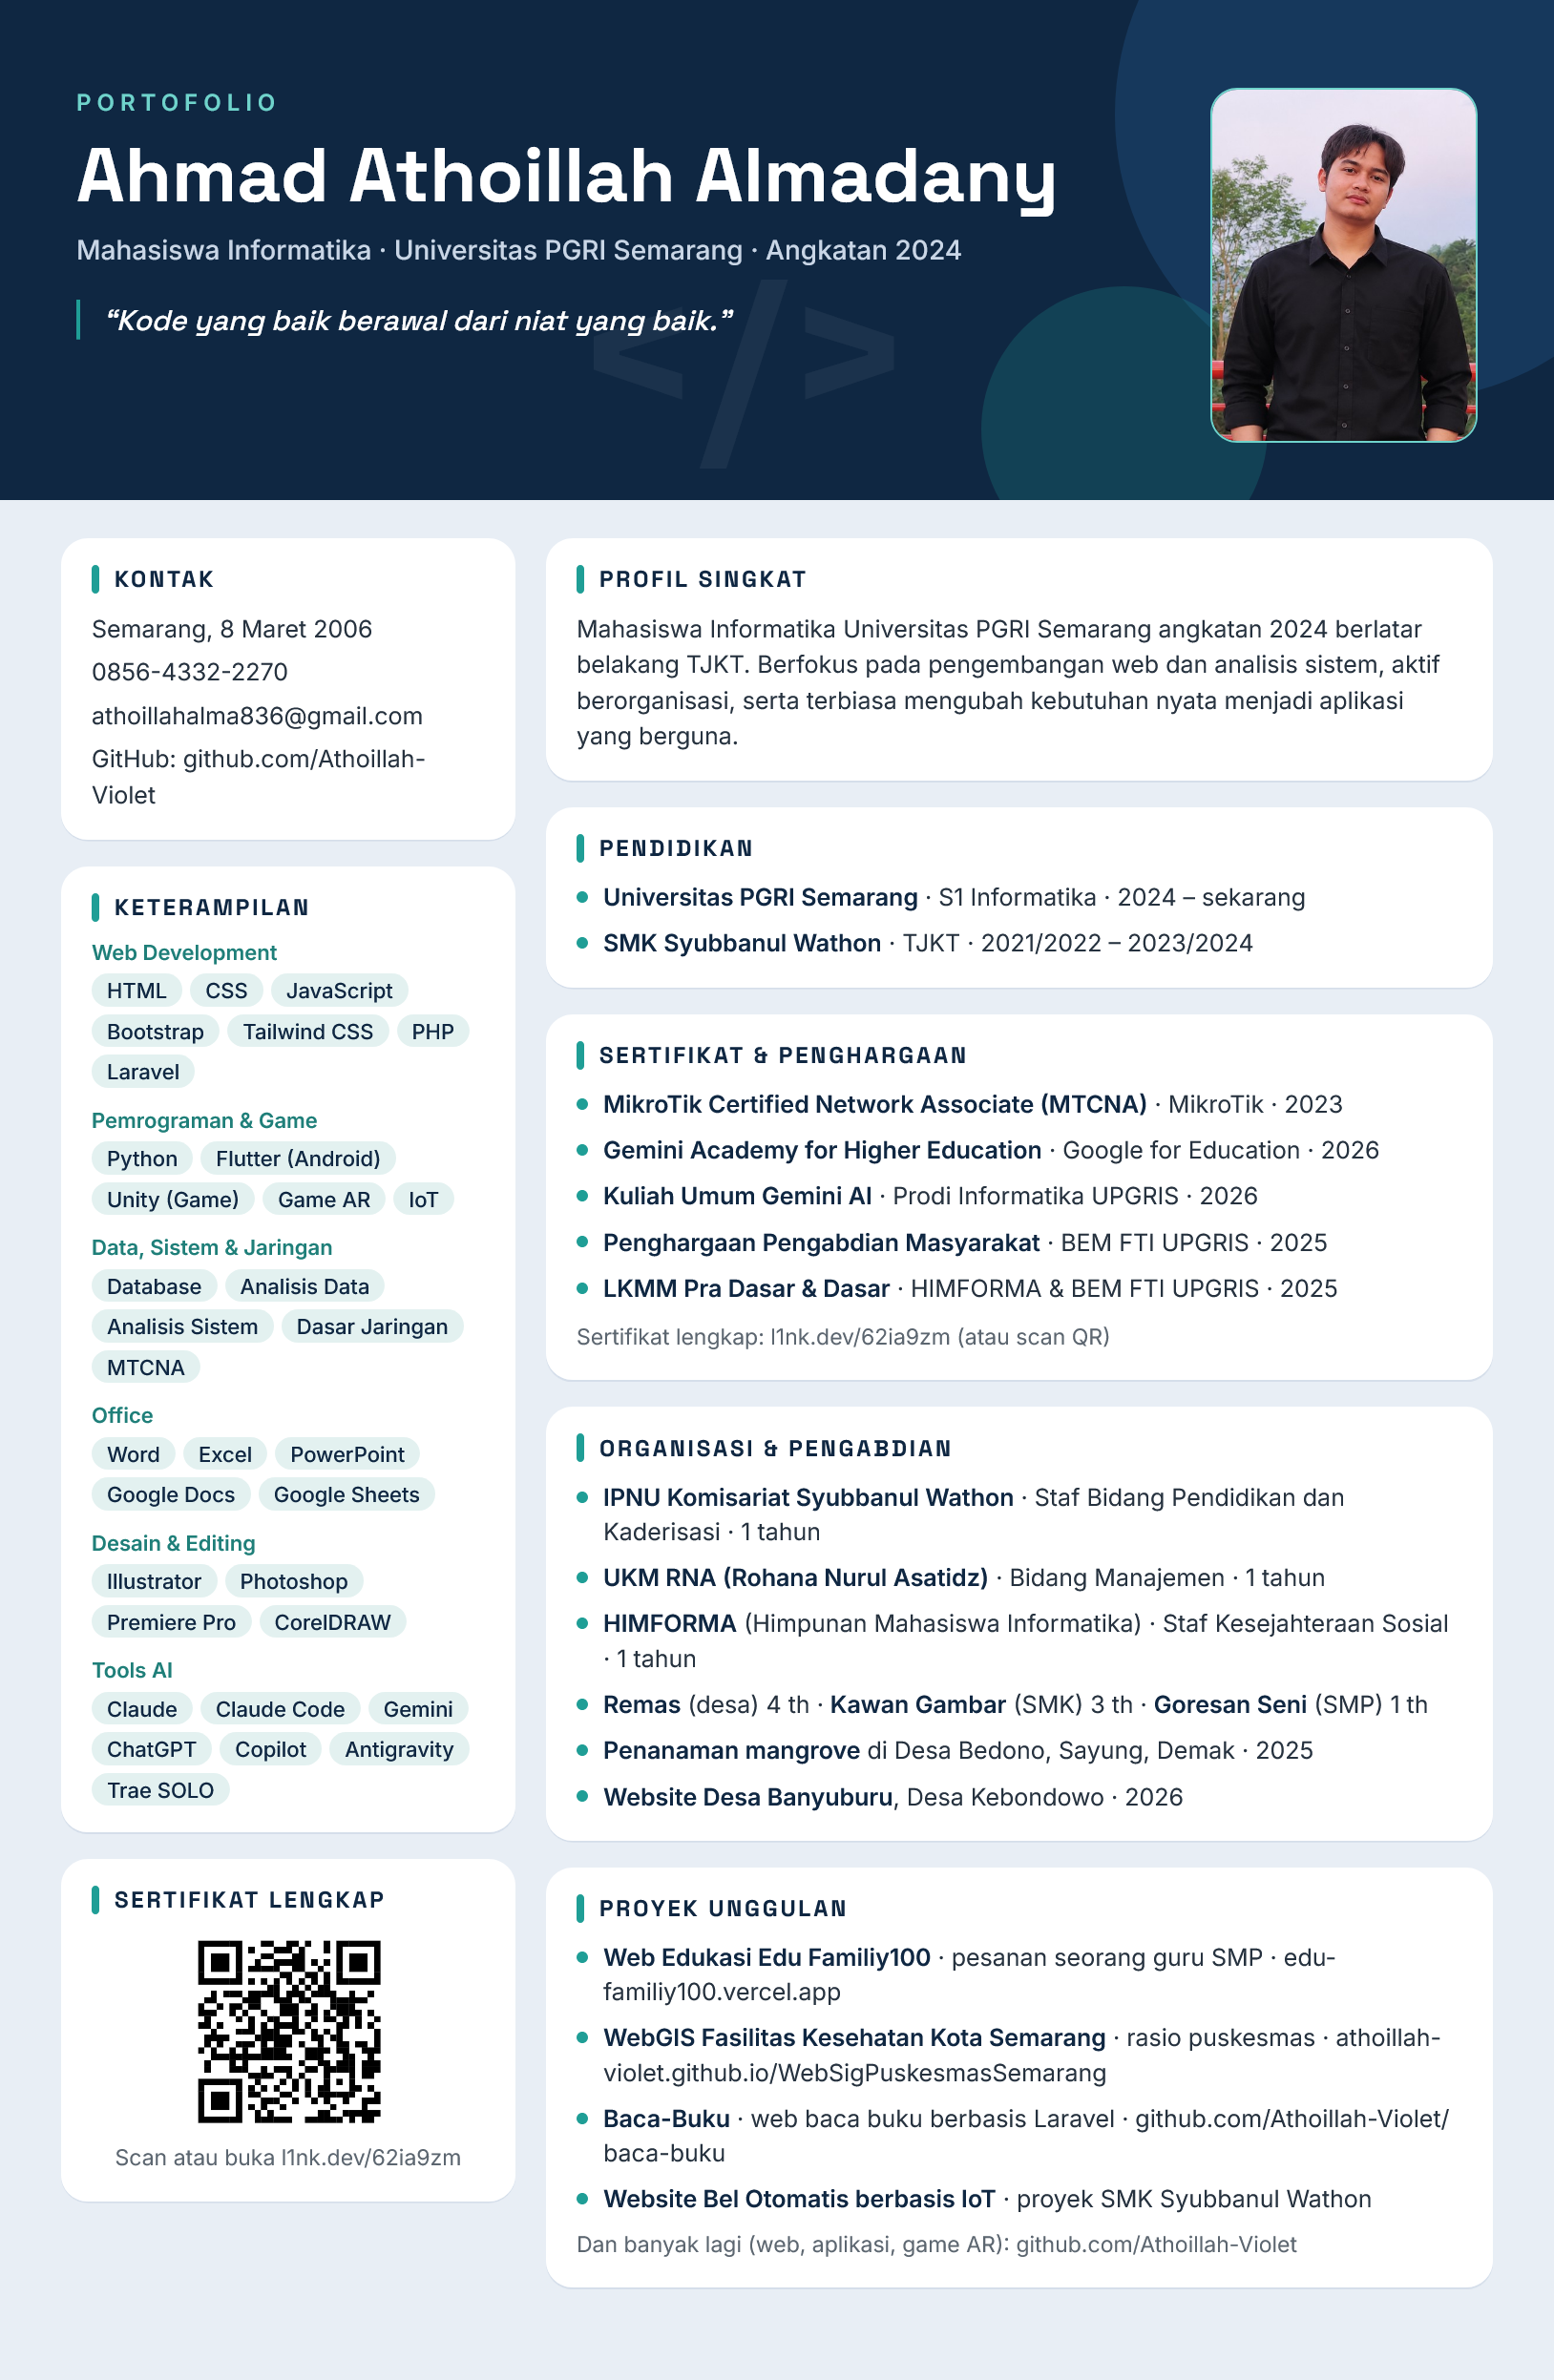 PORTOFOLIO
Ahmad Athoillah Almadany
Mahasiswa Informatika · Universitas PGRI Semarang · Angkatan 2024
“Kode yang baik berawal dari niat yang baik.”
</>
KONTAK
Semarang, 8 Maret 2006
0856-4332-2270
athoillahalma836@gmail.com
GitHub: github.com/Athoillah-
Violet
KETERAMPILAN
Web Development
HTML CSS JavaScript
Bootstrap Tailwind CSS PHP
Laravel
Pemrograman & Game
Python Flutter (Android)
Unity (Game) Game AR IoT
Data, Sistem & Jaringan
Database Analisis Data
Analisis Sistem Dasar Jaringan
MTCNA
Office
Word Excel PowerPoint
Google Docs Google Sheets
Desain & Editing
Illustrator Photoshop
Premiere Pro CorelDRAW
Tools AI
Claude Claude Code Gemini
ChatGPT Copilot Antigravity
Trae SOLO
SERTIFIKAT LENGKAP
Scan atau buka l1nk.dev/62ia9zm
PROFIL SINGKAT
Mahasiswa Informatika Universitas PGRI Semarang angkatan 2024 berlatar
belakang TJKT. Berfokus pada pengembangan web dan analisis sistem, aktif
berorganisasi, serta terbiasa mengubah kebutuhan nyata menjadi aplikasi
yang berguna.
PENDIDIKAN
Universitas PGRI Semarang · S1 Informatika · 2024 – sekarang
SMK Syubbanul Wathon · TJKT · 2021/2022 – 2023/2024
SERTIFIKAT & PENGHARGAAN
MikroTik Certified Network Associate (MTCNA) · MikroTik · 2023
Gemini Academy for Higher Education · Google for Education · 2026
Kuliah Umum Gemini AI · Prodi Informatika UPGRIS · 2026
Penghargaan Pengabdian Masyarakat · BEM FTI UPGRIS · 2025
LKMM Pra Dasar & Dasar · HIMFORMA & BEM FTI UPGRIS · 2025
Sertifikat lengkap: l1nk.dev/62ia9zm (atau scan QR)
ORGANISASI & PENGABDIAN
IPNU Komisariat Syubbanul Wathon · Staf Bidang Pendidikan dan
Kaderisasi · 1 tahun
UKM RNA (Rohana Nurul Asatidz) · Bidang Manajemen · 1 tahun
HIMFORMA (Himpunan Mahasiswa Informatika) · Staf Kesejahteraan Sosial
· 1 tahun
Remas (desa) 4 th · Kawan Gambar (SMK) 3 th · Goresan Seni (SMP) 1 th
Penanaman mangrove di Desa Bedono, Sayung, Demak · 2025
Website Desa Banyuburu, Desa Kebondowo · 2026
PROYEK UNGGULAN
Web Edukasi Edu Familiy100 · pesanan seorang guru SMP · edu-
familiy100.vercel.app
WebGIS Fasilitas Kesehatan Kota Semarang · rasio puskesmas · athoillah-
violet.github.io/WebSigPuskesmasSemarang
Baca-Buku · web baca buku berbasis Laravel · github.com/Athoillah-Violet/
baca-buku
Website Bel Otomatis berbasis IoT · proyek SMK Syubbanul Wathon
Dan banyak lagi (web, aplikasi, game AR): github.com/Athoillah-Violet